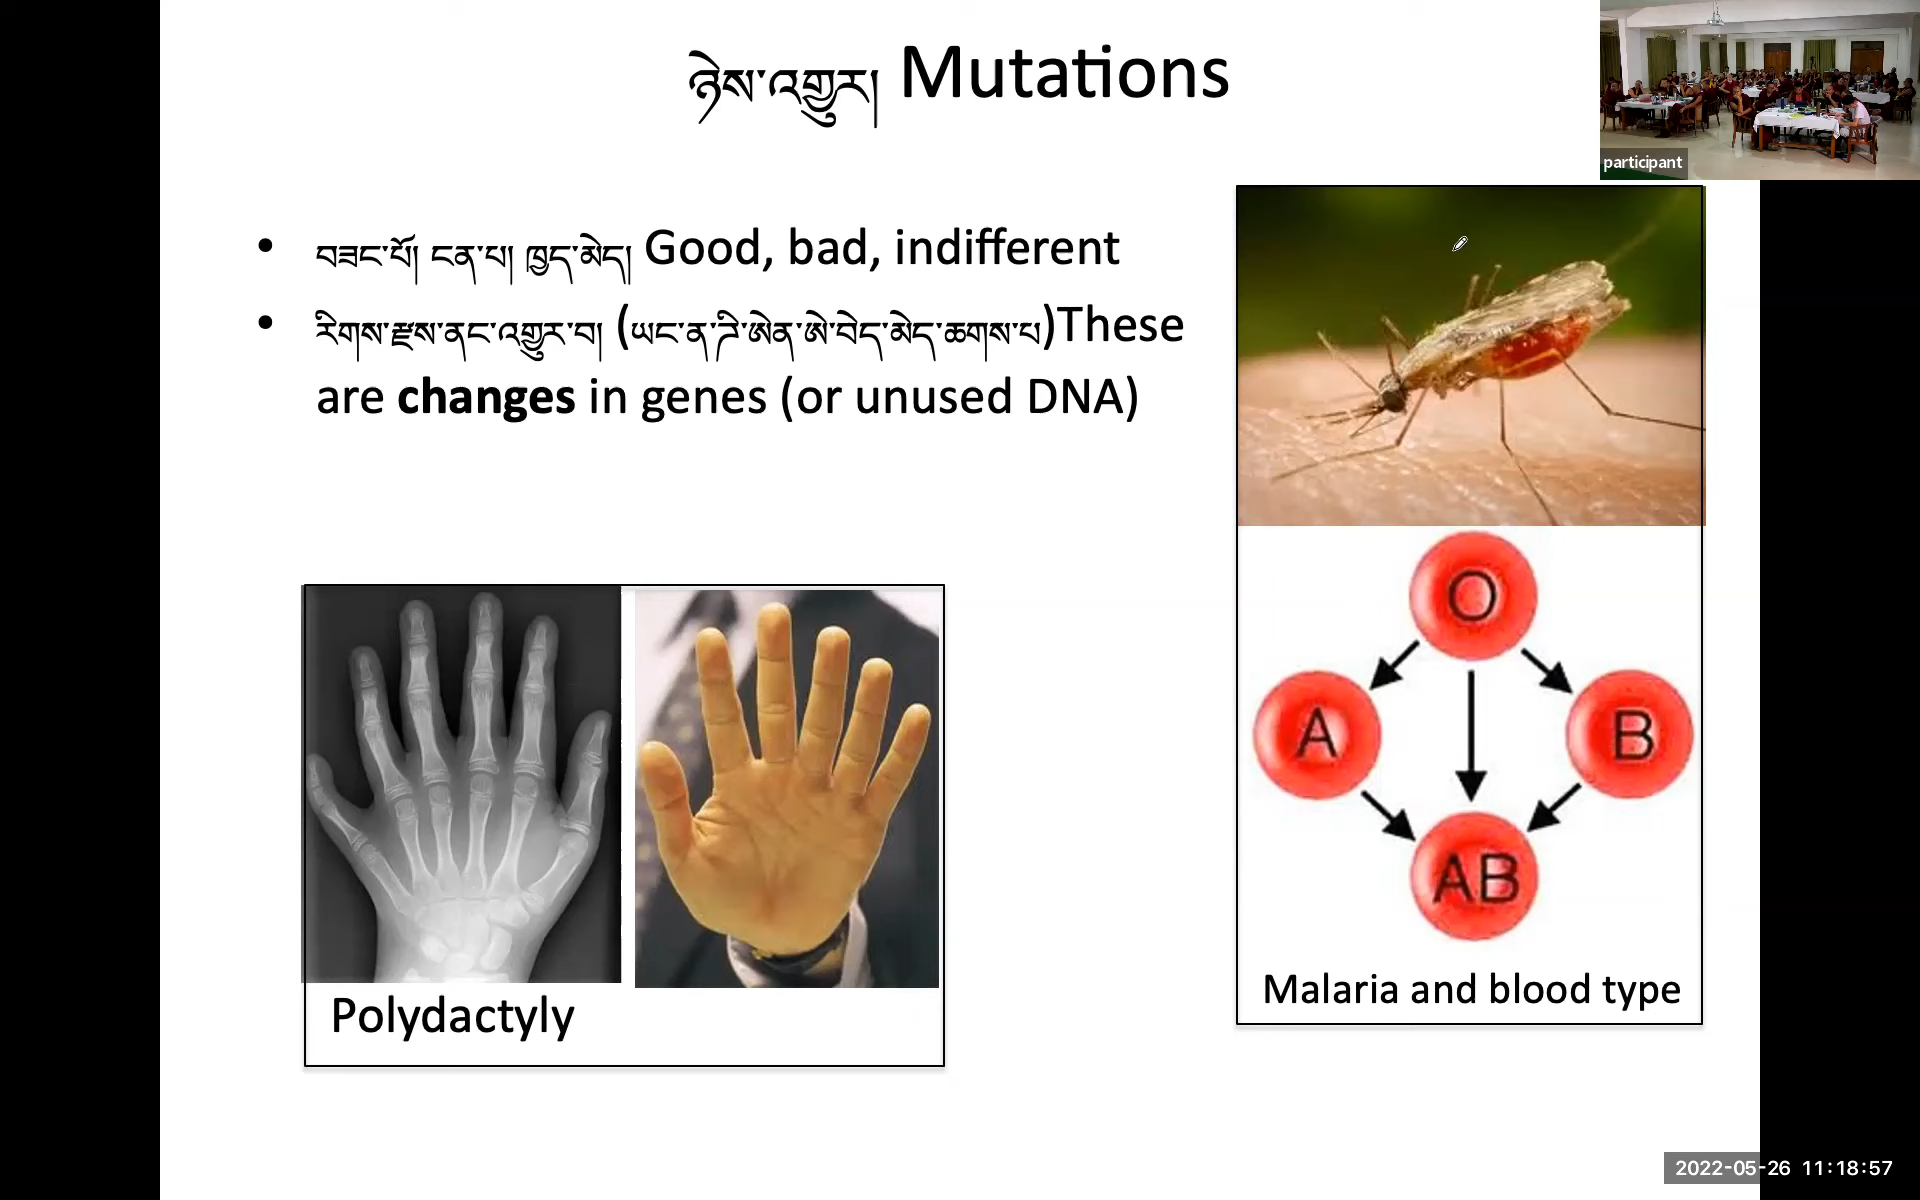 ཉེས་འགྱུར། Mutations
participant
• བཟང་པོ། ངན་པ། ཁྱད་མེད། Good, bad, indifferent
• རིགས་རྫས་ནང་འགྱུར་བ། (ཡང་ན་ཌི་ཨེན་ཨེ་བེད་མེད་ཆགས་པ)These
are changes in genes (or unused DNA)
O
A
B
AB
Malaria and blood type
Polydactyly
2022-05-26 11:18:57